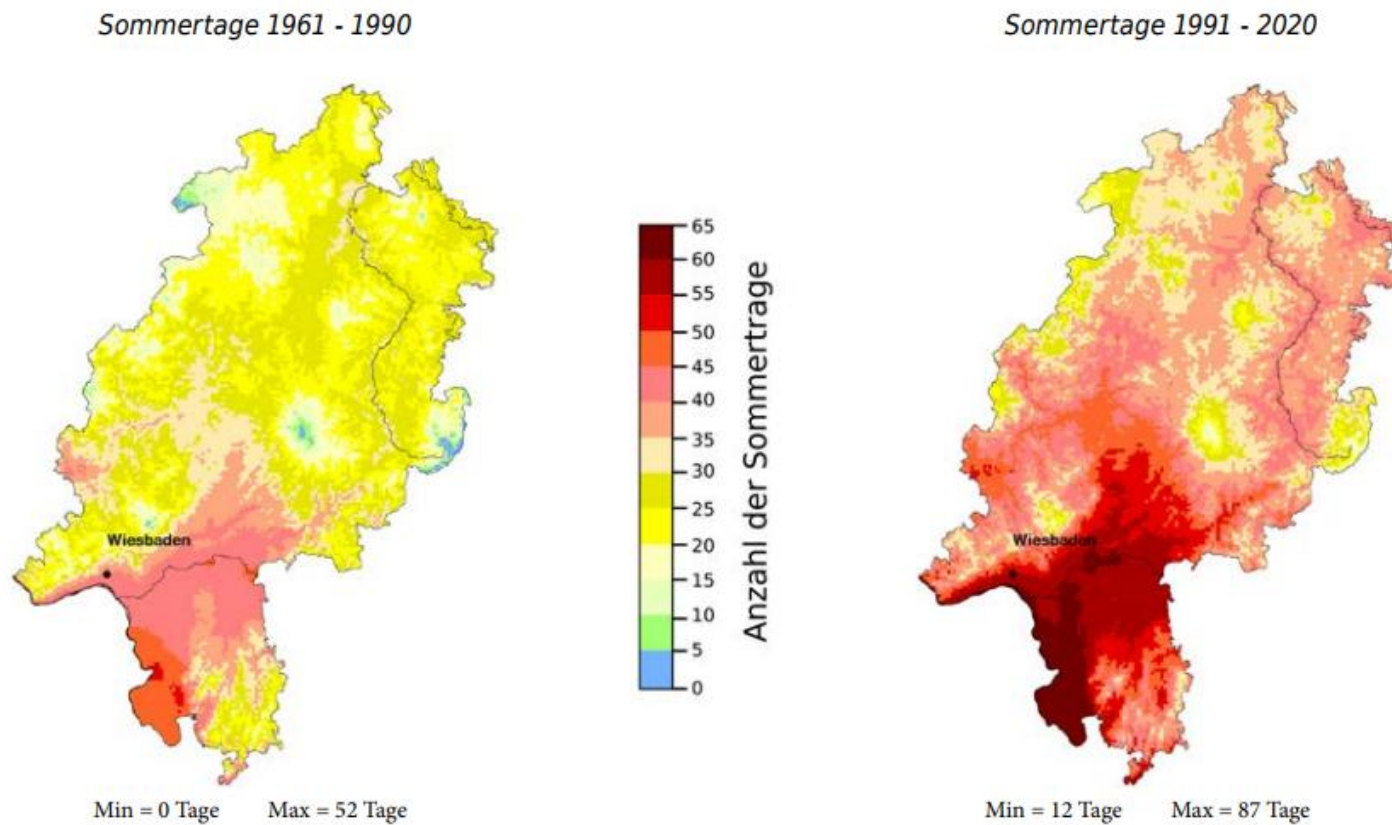 Sommertage 1961 - 1990
Sommertage 1991 - 2020
Wiesbaden
65
60
55
50
45
40
35
30
25
20
15
10
5
0
Anzahl der Sommertrage
Wiesbaden
Min = 0 Tage Max = 52 Tage
Min = 12 Tage Max = 87 Tage